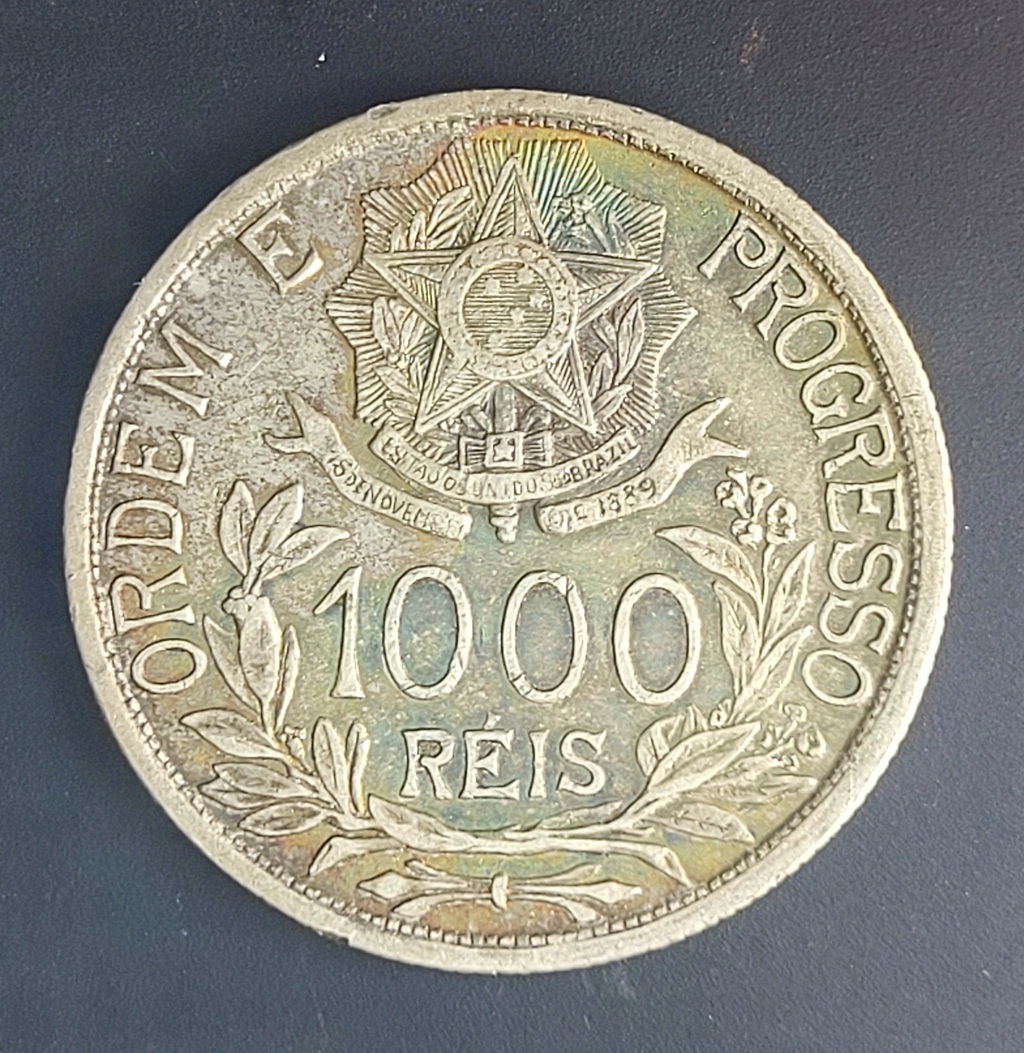 ORDEM E PROGRESSO
ESTADOS UNIDOS DO BRAZIL
15 DE NOVEMBRO
DE 1889
1000
RÉIS